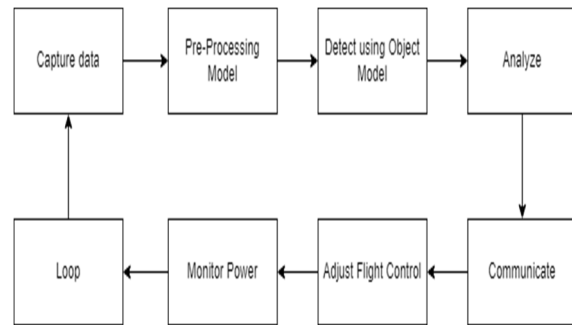 Capture data
Pre-Processing
Model
Detect using Object
Model
Analyze
Loop
Monitor Power
Adjust Flight Control
Communicate